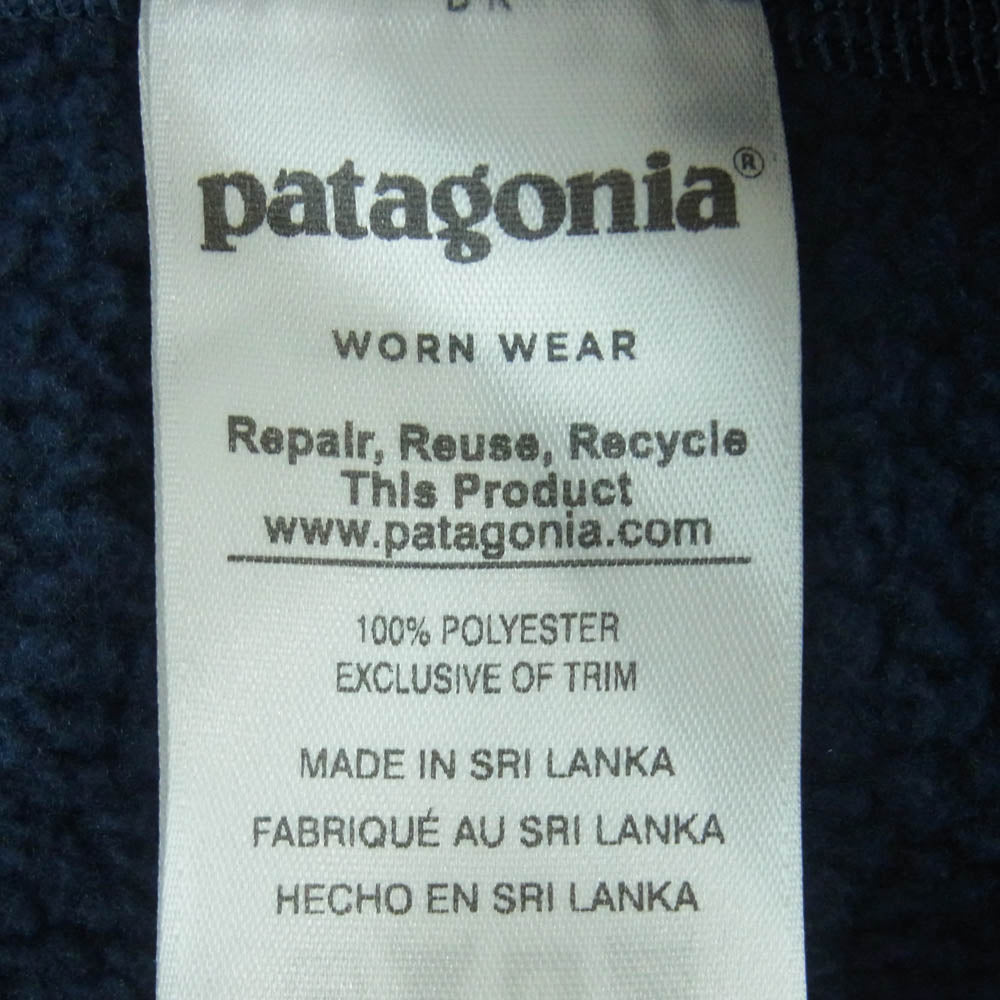 patagonia®
WORN WEAR
Repair, Reuse, Recycle
This Product
www.patagonia.com
100% POLYESTER
EXCLUSIVE OF TRIM
MADE IN SRI LANKA
FABRIQUÉ AU SRI LANKA
HECHO EN SRI LANKA